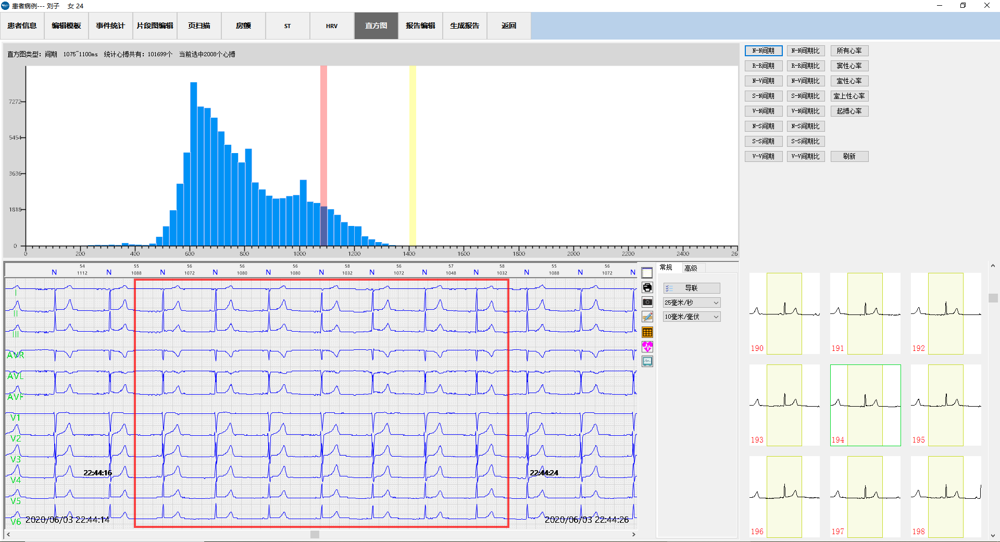 患者病例--- 刘子 女 24
患者信息 编辑模板 事件统计 片段图编辑 页扫描 房颤 ST HRV 直方图 报告编辑 生成报告 返回
直方图类型: 间期 1075~1100ms 统计心搏共有: 101699个 当前选中2008个心搏
7272
5454
3636
1818
0
0 200 400 600 800 1000 1200 1400 1600 1800 2000 2200 2400 26
N-N间期 N-N间期比 所有心率
R-R间期 R-R间期比 窦性心率
N-V间期 N-V间期比 室性心率
S-N间期 S-N间期比 室上性心率
V-N间期 V-N间期比 起搏心率
N-S间期 N-S间期比
S-S间期 S-S间期比
V-V间期 V-V间期比 刷新
54 55 56 56 56 58 56 57 58 55 56
N N N N N N N N N N N N
1112 1088 1072 1080 1080 1032 1072 1048 1032 1088 1072
I
II
III
AVR
AVL
AVF
V1
V2
V3
V4
V5
V6
22:44:16
22:44:24
2020/06/03 22:44:14
2020/06/03 22:44:26
常规 高级
导联
25毫米/秒
10毫米/毫伏
190 191 192
193 194 195
196 197 198